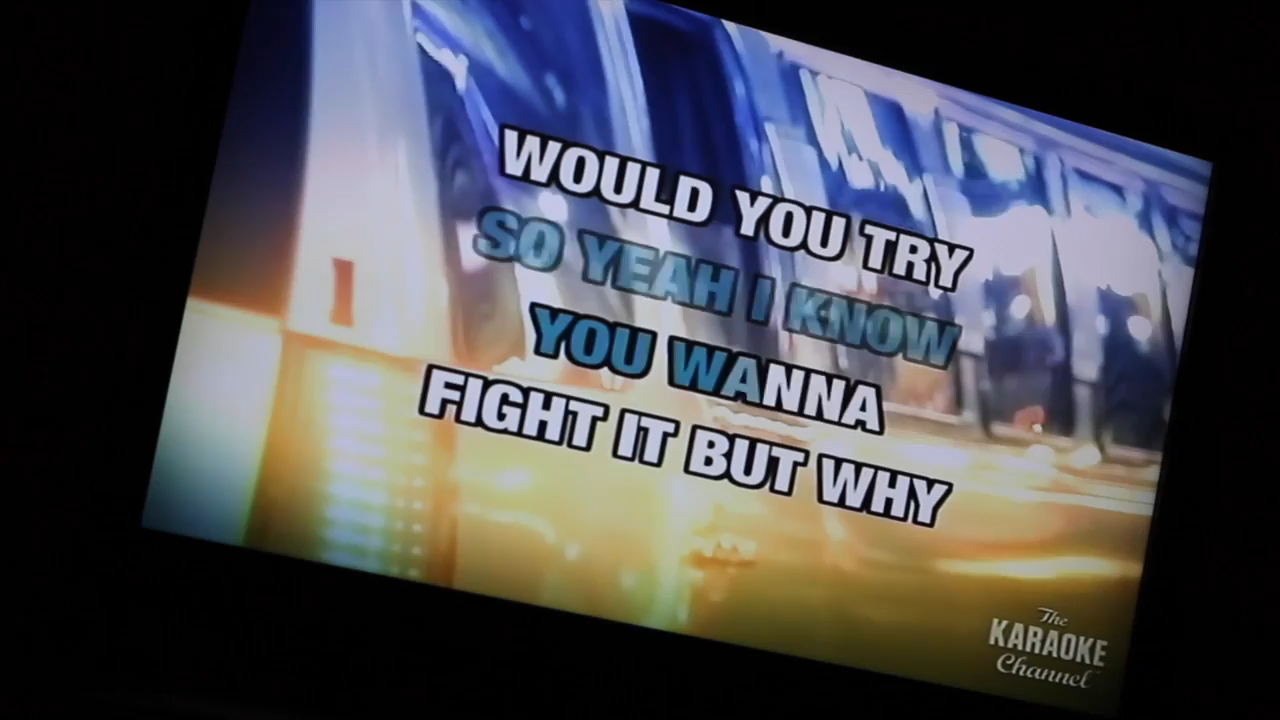 WOULD YOU TRY
SO YEAH I KNOW
YOU WANNA
FIGHT IT BUT WHY
The
KARAOKE
Channel